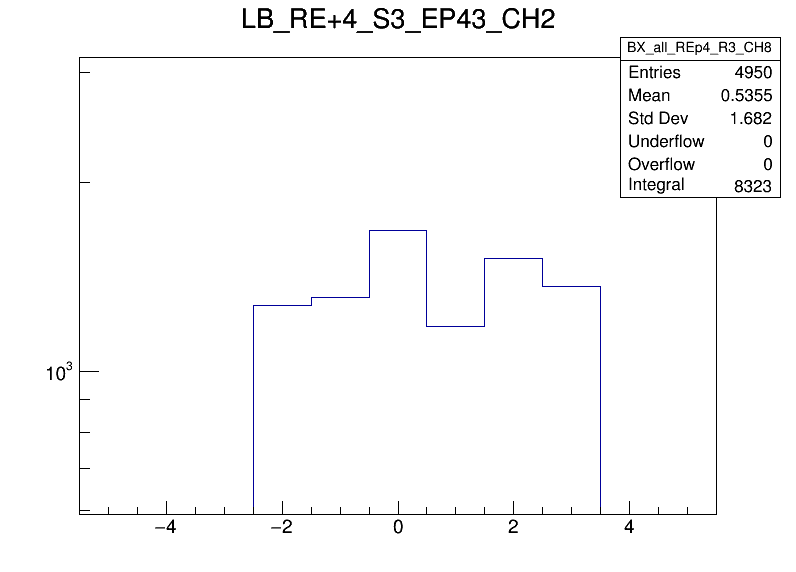 LB_RE+4_S3_EP43_CH2
BX_all_REp4_R3_CH8
Entries 4950
Mean 0.5355
Std Dev 1.682
Underflow 0
Overflow 0
Integral 8323
10³
−4 −2 0 2 4